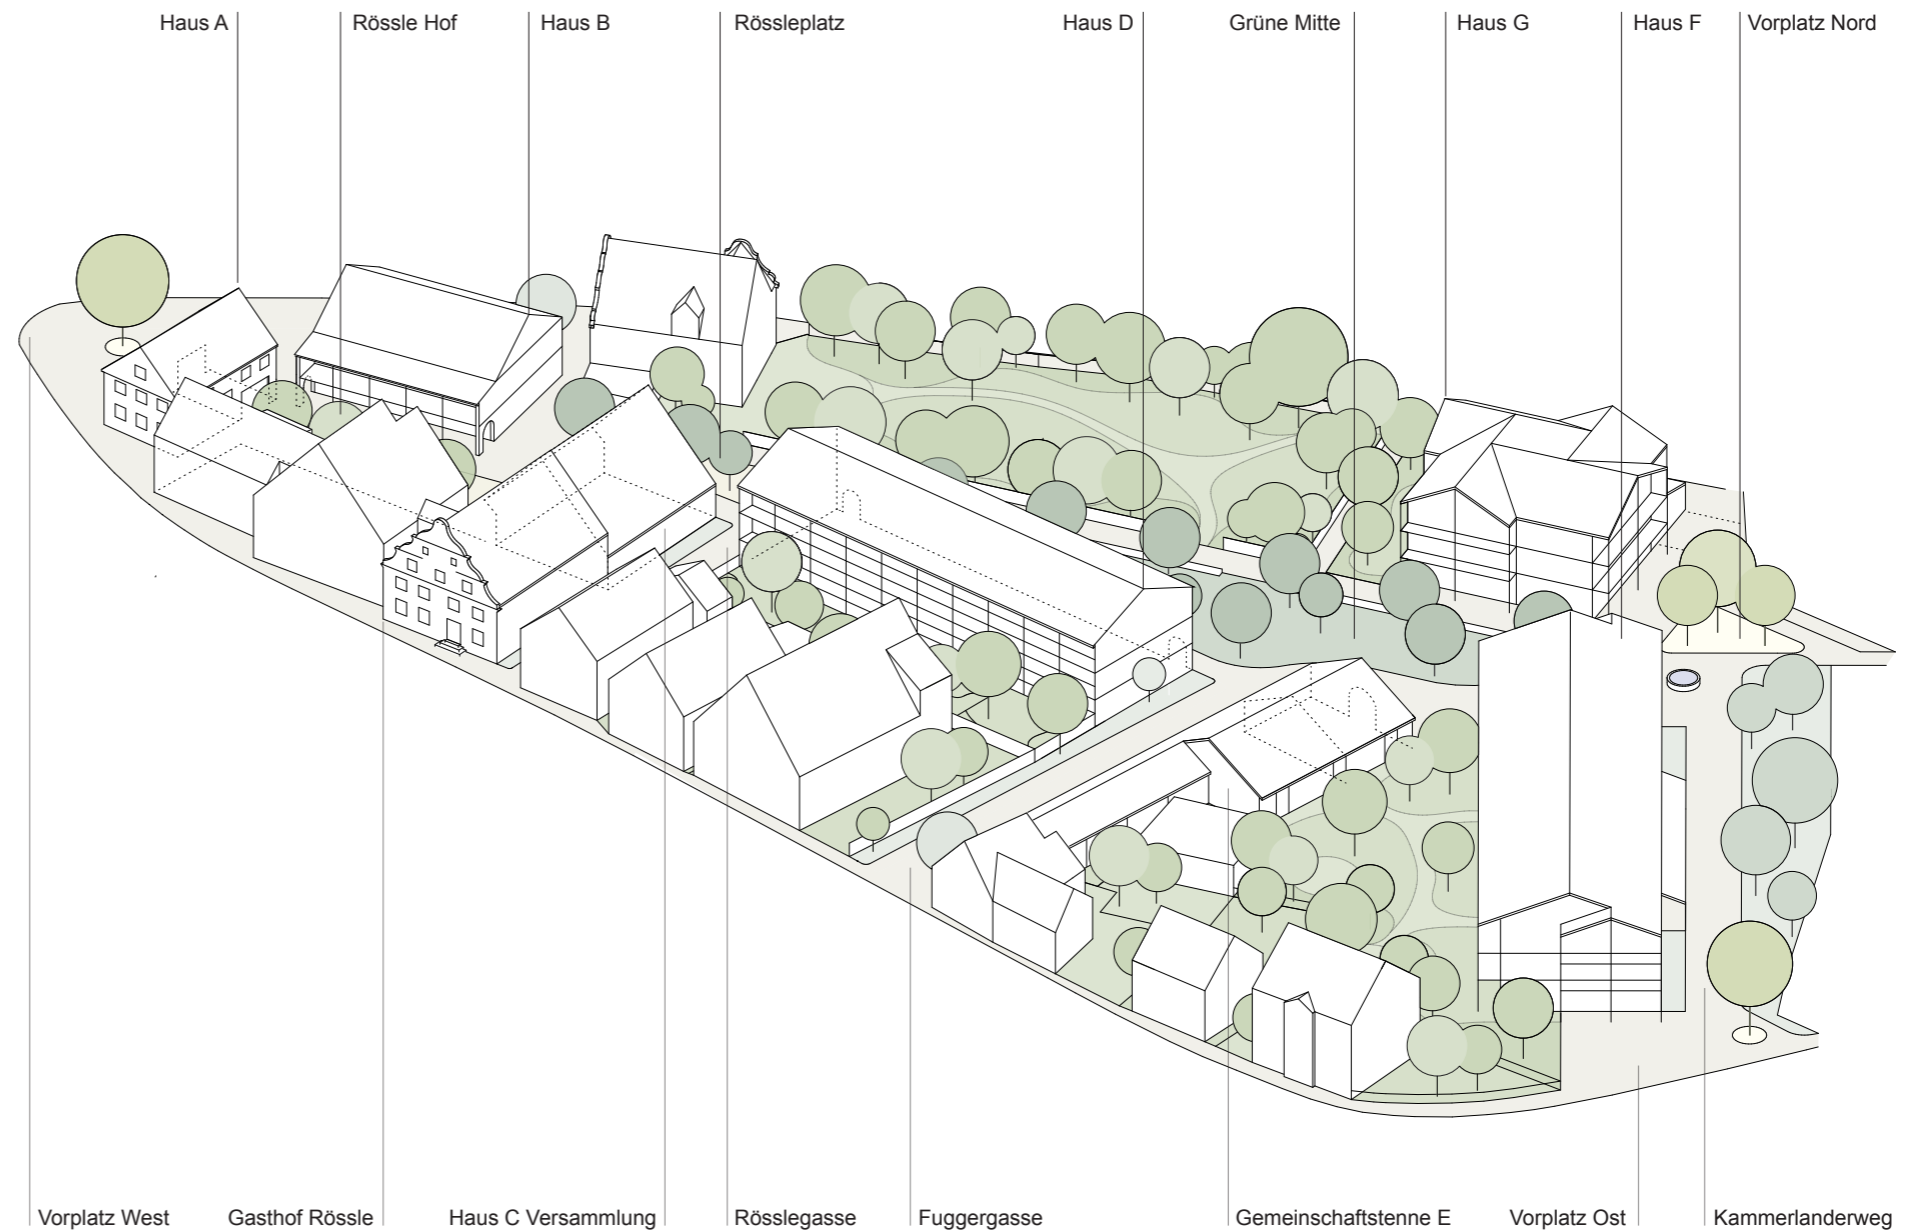 Haus A
Rössle Hof
Haus B
Rössleplatz
Haus D
Grüne Mitte
Haus G
Haus F
Vorplatz Nord
Vorplatz West
Gasthof Rössle
Haus C Versammlung
Rösslegasse
Fuggergasse
Gemeinschaftstenne E
Vorplatz Ost
Kammerlanderweg